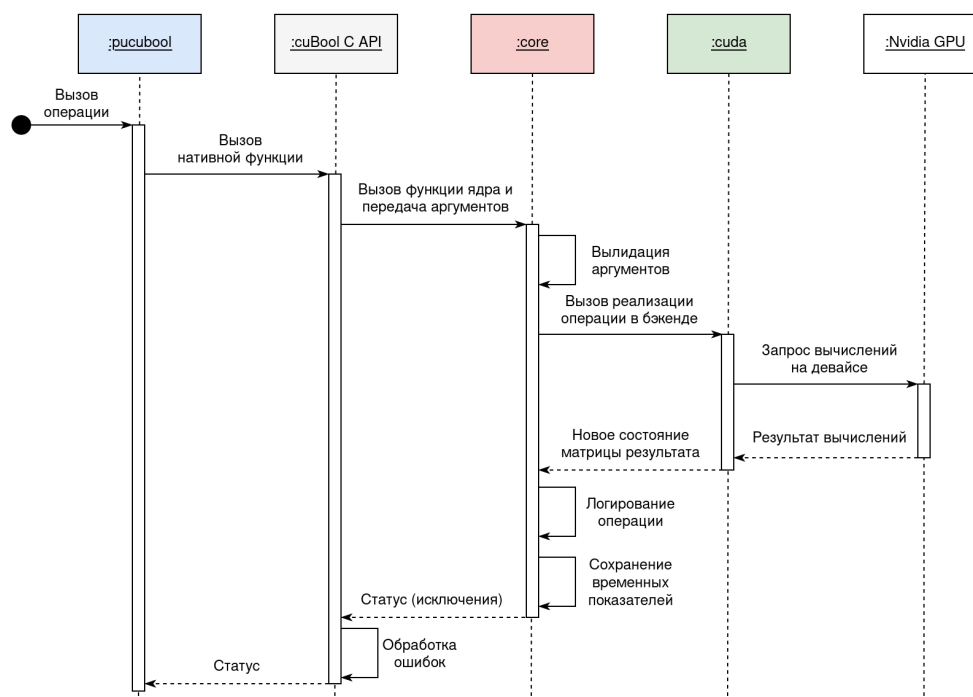 :pucubool
:cuBool C API
:core
:cuda
:Nvidia GPU
Вызов
операции
Вызов
нативной функции
Вызов функции ядра и
передача аргументов
Вылидация
аргументов
Вызов реализации
операции в бэкенде
Запрос вычислений
на девайсе
Результат вычислений
Новое состояние
матрицы результата
Логирование
операции
Сохранение
временных
показателей
Статус (исключения)
Обработка
ошибок
Статус